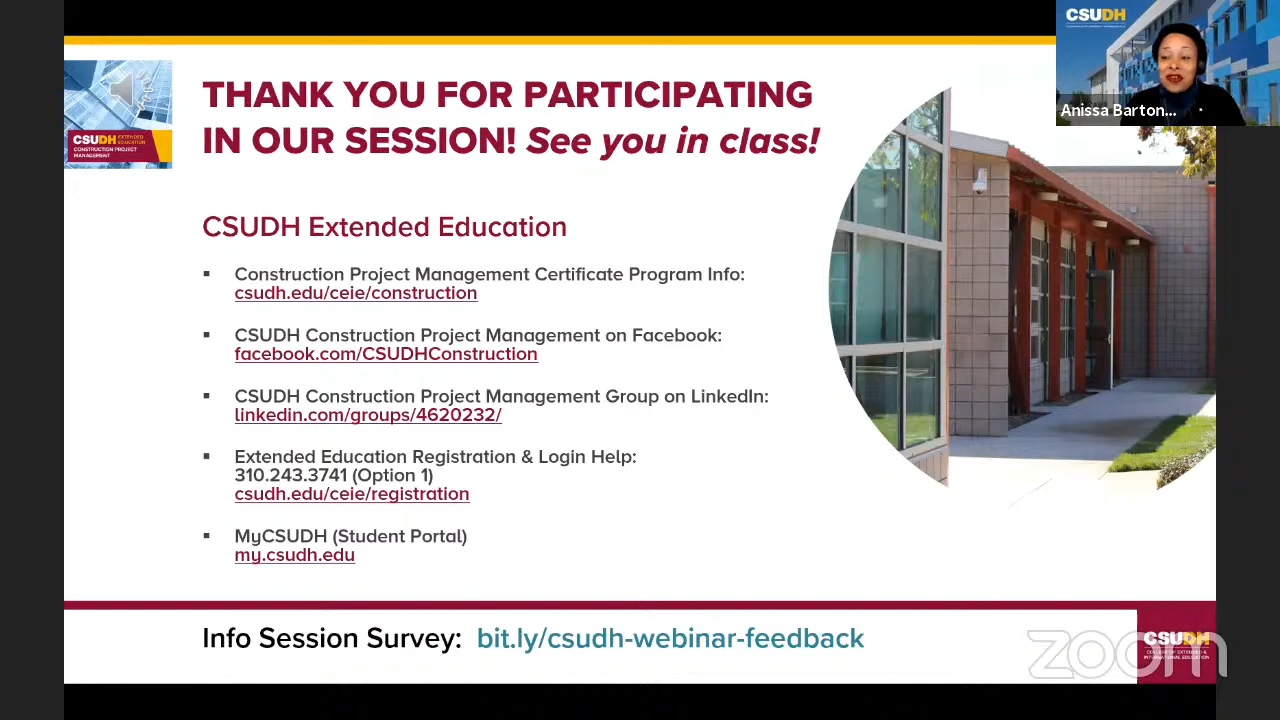 CSUDH
Anissa Barton...
CSUDH EXTENDED
EDUCATION
CONSTRUCTION PROJECT
MANAGEMENT
THANK YOU FOR PARTICIPATING
IN OUR SESSION! See you in class!
CSUDH Extended Education
▪ Construction Project Management Certificate Program Info:
csudh.edu/ceie/construction
▪ CSUDH Construction Project Management on Facebook:
facebook.com/CSUDHConstruction
▪ CSUDH Construction Project Management Group on LinkedIn:
linkedin.com/groups/4620232/
▪ Extended Education Registration & Login Help:
310.243.3741 (Option 1)
csudh.edu/ceie/registration
▪ MyCSUDH (Student Portal)
my.csudh.edu
Info Session Survey: bit.ly/csudh-webinar-feedback
zoom
CSUDH
COLLEGE OF EXTENDED &
INTERNATIONAL EDUCATION